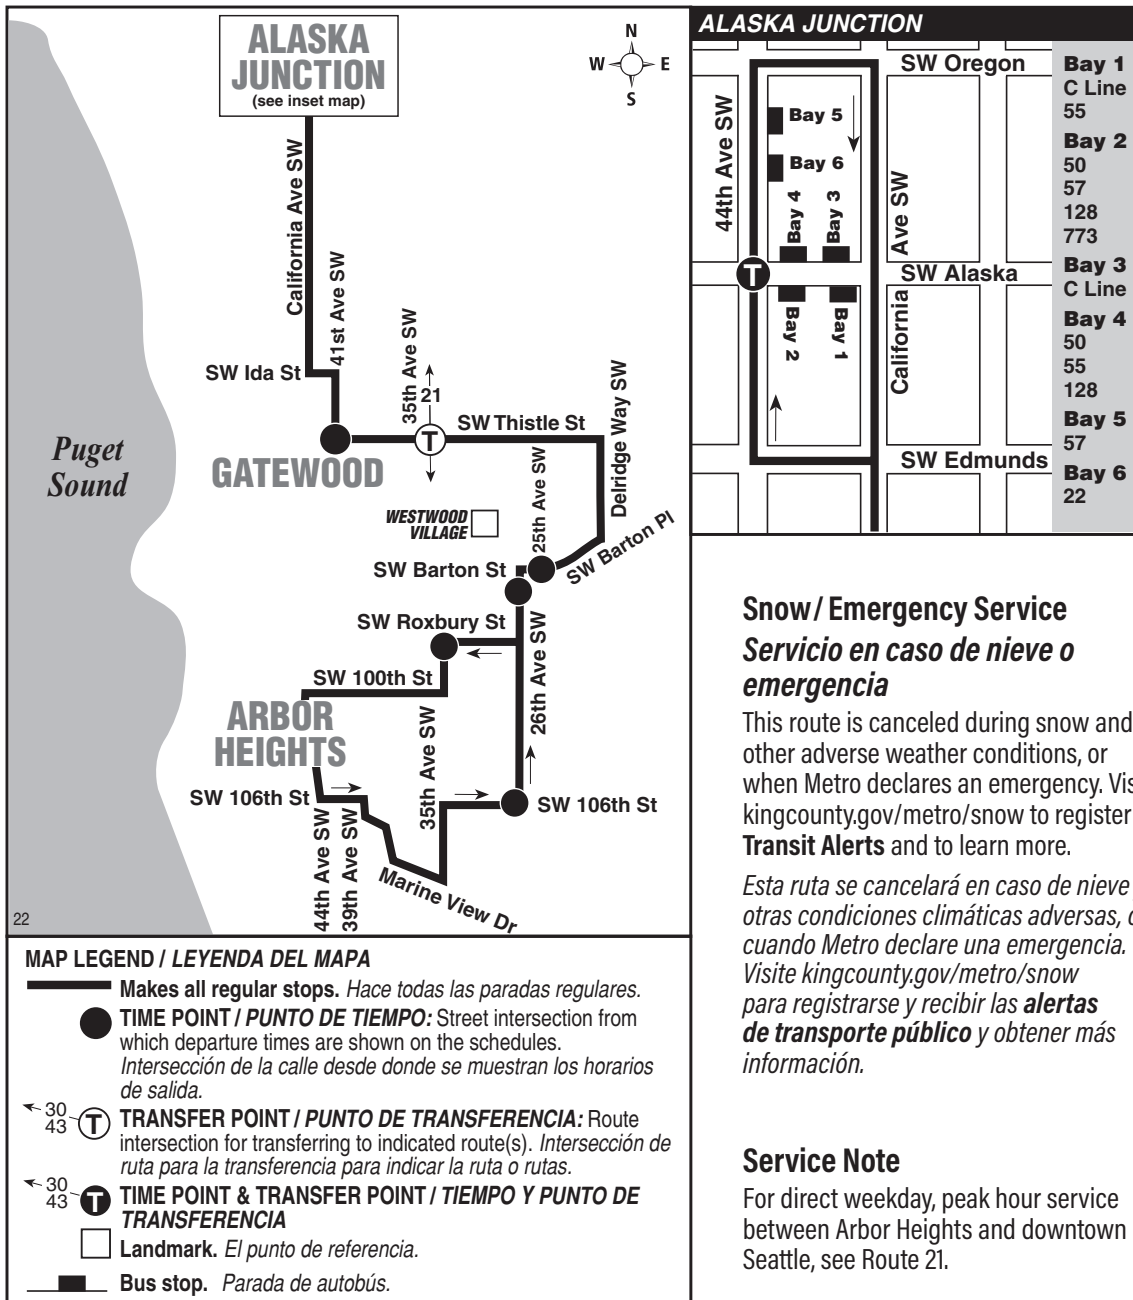 ALASKA
JUNCTION
(see inset map)
N
W E
S
California Ave SW
41st Ave SW
SW Ida St
35th Ave SW
21
T
SW Thistle St
GATEWOOD
Delridge Way SW
Puget
Sound
WESTWOOD
VILLAGE
25th Ave SW
SW Barton Pl
SW Barton St
SW Roxbury St
26th Ave SW
SW 100th St
ARBOR
HEIGHTS
35th Ave SW
SW 106th St
SW 106th St
44th Ave SW
39th Ave SW
Marine View Dr
22
MAP LEGEND / LEYENDA DEL MAPA
Makes all regular stops. Hace todas las paradas regulares.
TIME POINT / PUNTO DE TIEMPO: Street intersection from
which departure times are shown on the schedules.
Intersección de la calle desde donde se muestran los horarios
de salida.
30
43
T
TRANSFER POINT / PUNTO DE TRANSFERENCIA: Route
intersection for transferring to indicated route(s). Intersección de
ruta para la transferencia para indicar la ruta o rutas.
30
43
T
TIME POINT & TRANSFER POINT / TIEMPO Y PUNTO DE
TRANSFERENCIA
Landmark. El punto de referencia.
Bus stop. Parada de autobús.
ALASKA JUNCTION
SW Oregon
44th Ave SW
Bay 5
Bay 6
Bay 4
Bay 3
Ave SW
T
SW Alaska
Bay 2
Bay 1
California
SW Edmunds
Bay 1
C Line
55
Bay 2
50
57
128
773
Bay 3
C Line
Bay 4
50
55
128
Bay 5
57
Bay 6
22
Snow / Emergency Service
Servicio en caso de nieve o
emergencia
This route is canceled during snow and
other adverse weather conditions, or
when Metro declares an emergency. Vis
kingcounty.gov/metro/snow to register
Transit Alerts and to learn more.
Esta ruta se cancelará en caso de nieve
otras condiciones climáticas adversas,
cuando Metro declare una emergencia.
Visite kingcounty.gov/metro/snow
para registrarse y recibir las alertas
de transporte público y obtener más
información.
Service Note
For direct weekday, peak hour service
between Arbor Heights and downtown
Seattle, see Route 21.